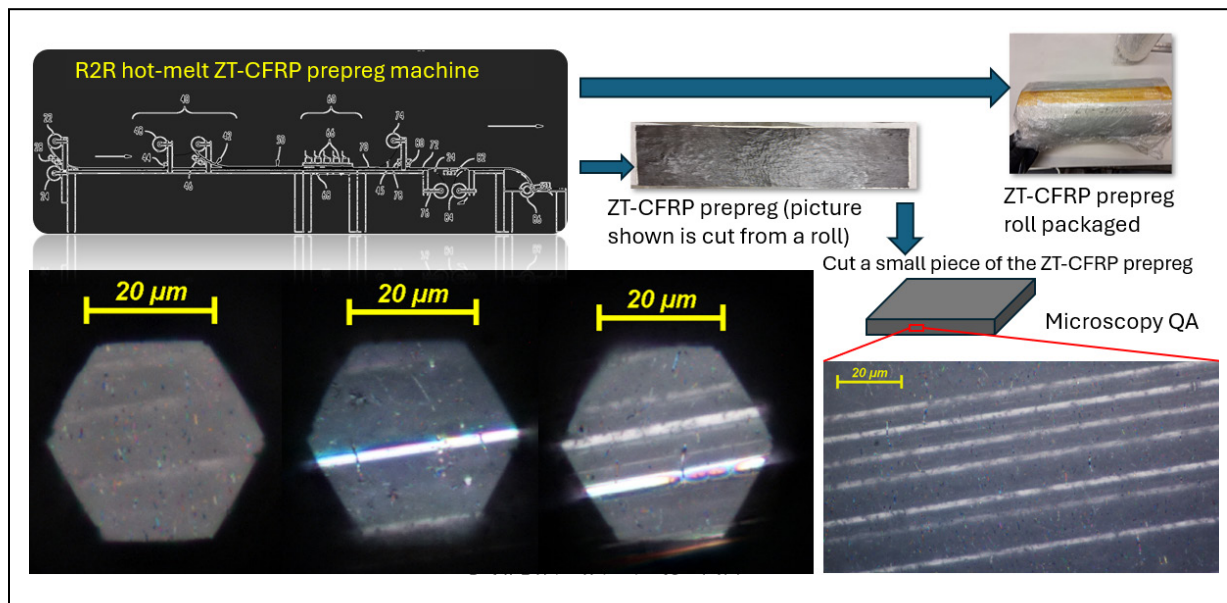 R2R hot-melt ZT-CFRP prepreg machine
ZT-CFRP prepreg (picture
shown is cut from a roll)
ZT-CFRP prepreg
roll packaged
Cut a small piece of the ZT-CFRP prepreg
Microscopy QA
20 µm
20 µm
20 µm
20 µm